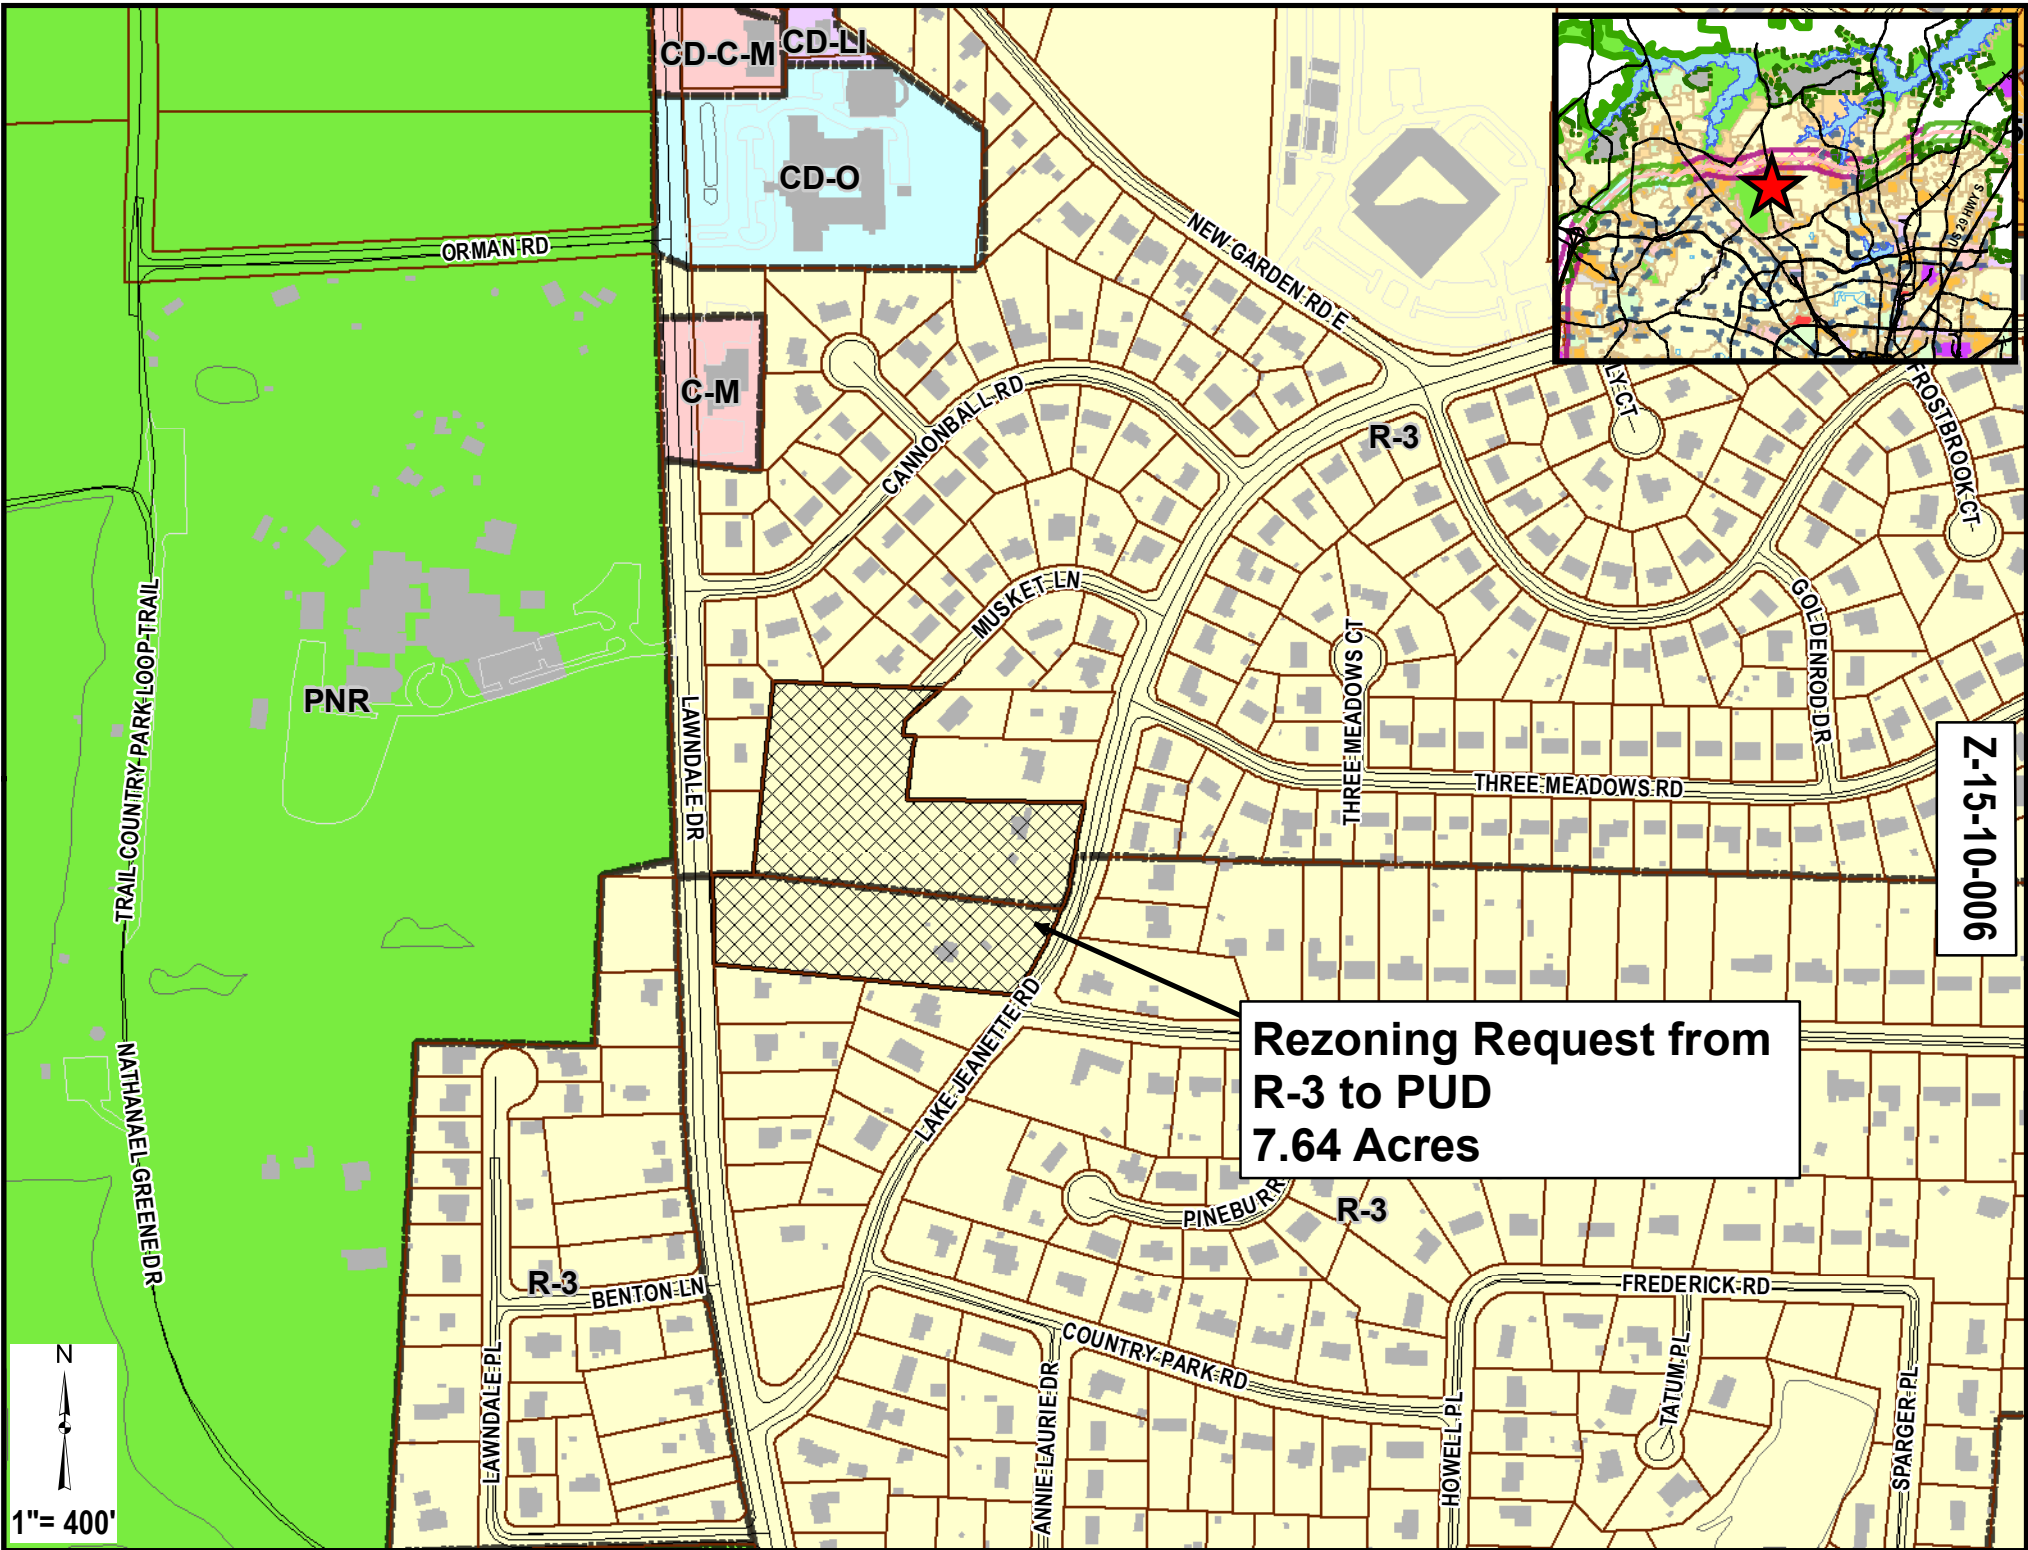 CD-C-M
CD-LI
CD-O
US 29 HWY S
ORMAN RD
NEW GARDEN RD E
C-M
CANNONBALL RD
R-3
LY CT
FROSTBROOK CT
MUSKET LN
GOLDENROD DR
THREE MEADOWS CT
TRAIL-COUNTRY PARK LOOP-TRAIL
PNR
LAWNDALE DR
THREE MEADOWS RD
Z-15-10-006
LAKE JEANETTE RD
Rezoning Request from
R-3 to PUD
7.64 Acres
NATHANAEL GREENE DR
PINEBURR
R-3
R-3
BENTON LN
FREDERICK RD
COUNTRY PARK RD
LAWNDALE PL
ANNIE LAURIE DR
HOWELL PL
TATUM PL
SPARGER PL
N
1"= 400'